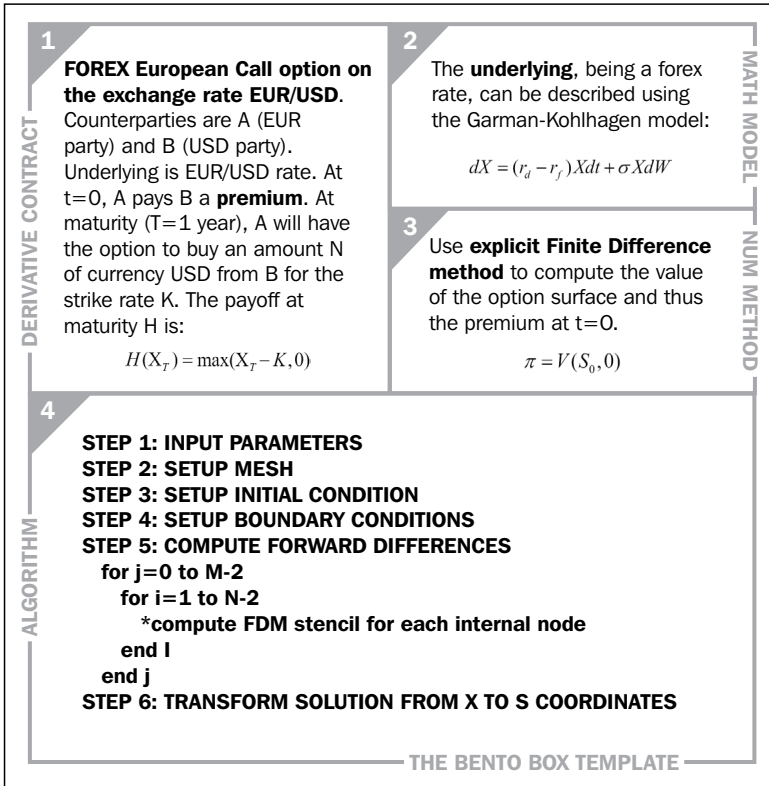 1
FOREX European Call option on
the exchange rate EUR/USD.
Counterparties are A (EUR
party) and B (USD party).
Underlying is EUR/USD rate. At
t=0, A pays B a premium. At
maturity (T=1 year), A will have
the option to buy an amount N
of currency USD from B for the
strike rate K. The payoff at
maturity H is:
H(X_T) = max(X_T − K, 0)
DERIVATIVE CONTRACT
2
The underlying, being a forex
rate, can be described using
the Garman-Kohlhagen model:
dX = (r_d − r_f) Xdt + σ XdW
MATH MODEL
3
Use explicit Finite Difference
method to compute the value
of the option surface and thus
the premium at t=0.
π = V(S_0, 0)
NUM METHOD
4
STEP 1: INPUT PARAMETERS
STEP 2: SETUP MESH
STEP 3: SETUP INITIAL CONDITION
STEP 4: SETUP BOUNDARY CONDITIONS
STEP 5: COMPUTE FORWARD DIFFERENCES
for j=0 to M-2
for i=1 to N-2
*compute FDM stencil for each internal node
end I
end j
STEP 6: TRANSFORM SOLUTION FROM X TO S COORDINATES
ALGORITHM
THE BENTO BOX TEMPLATE